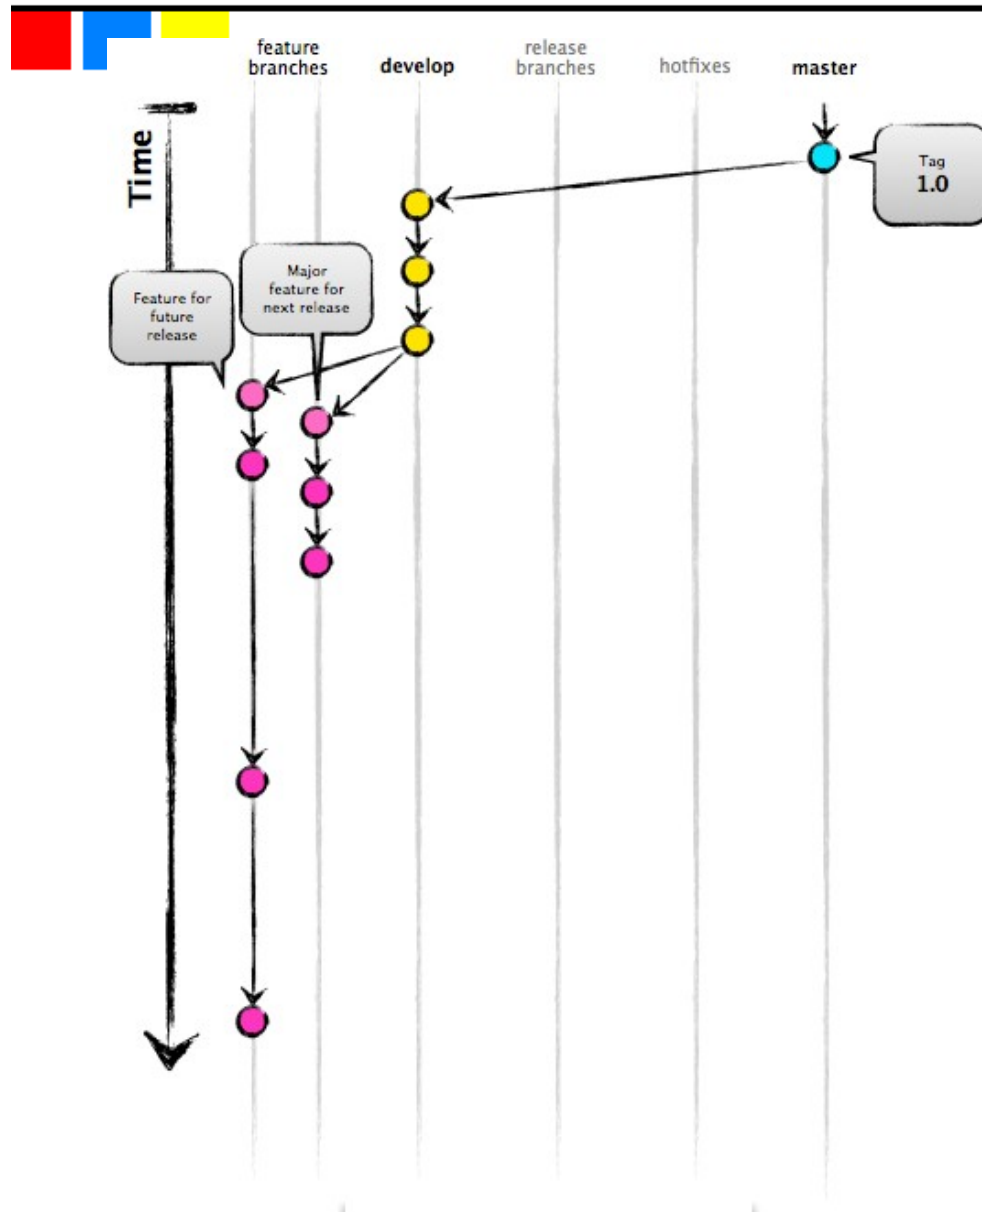 feature
branches
develop
release
branches
hotfixes
master
Time
Tag
1.0
Major
feature for
next release
Feature for
future
release